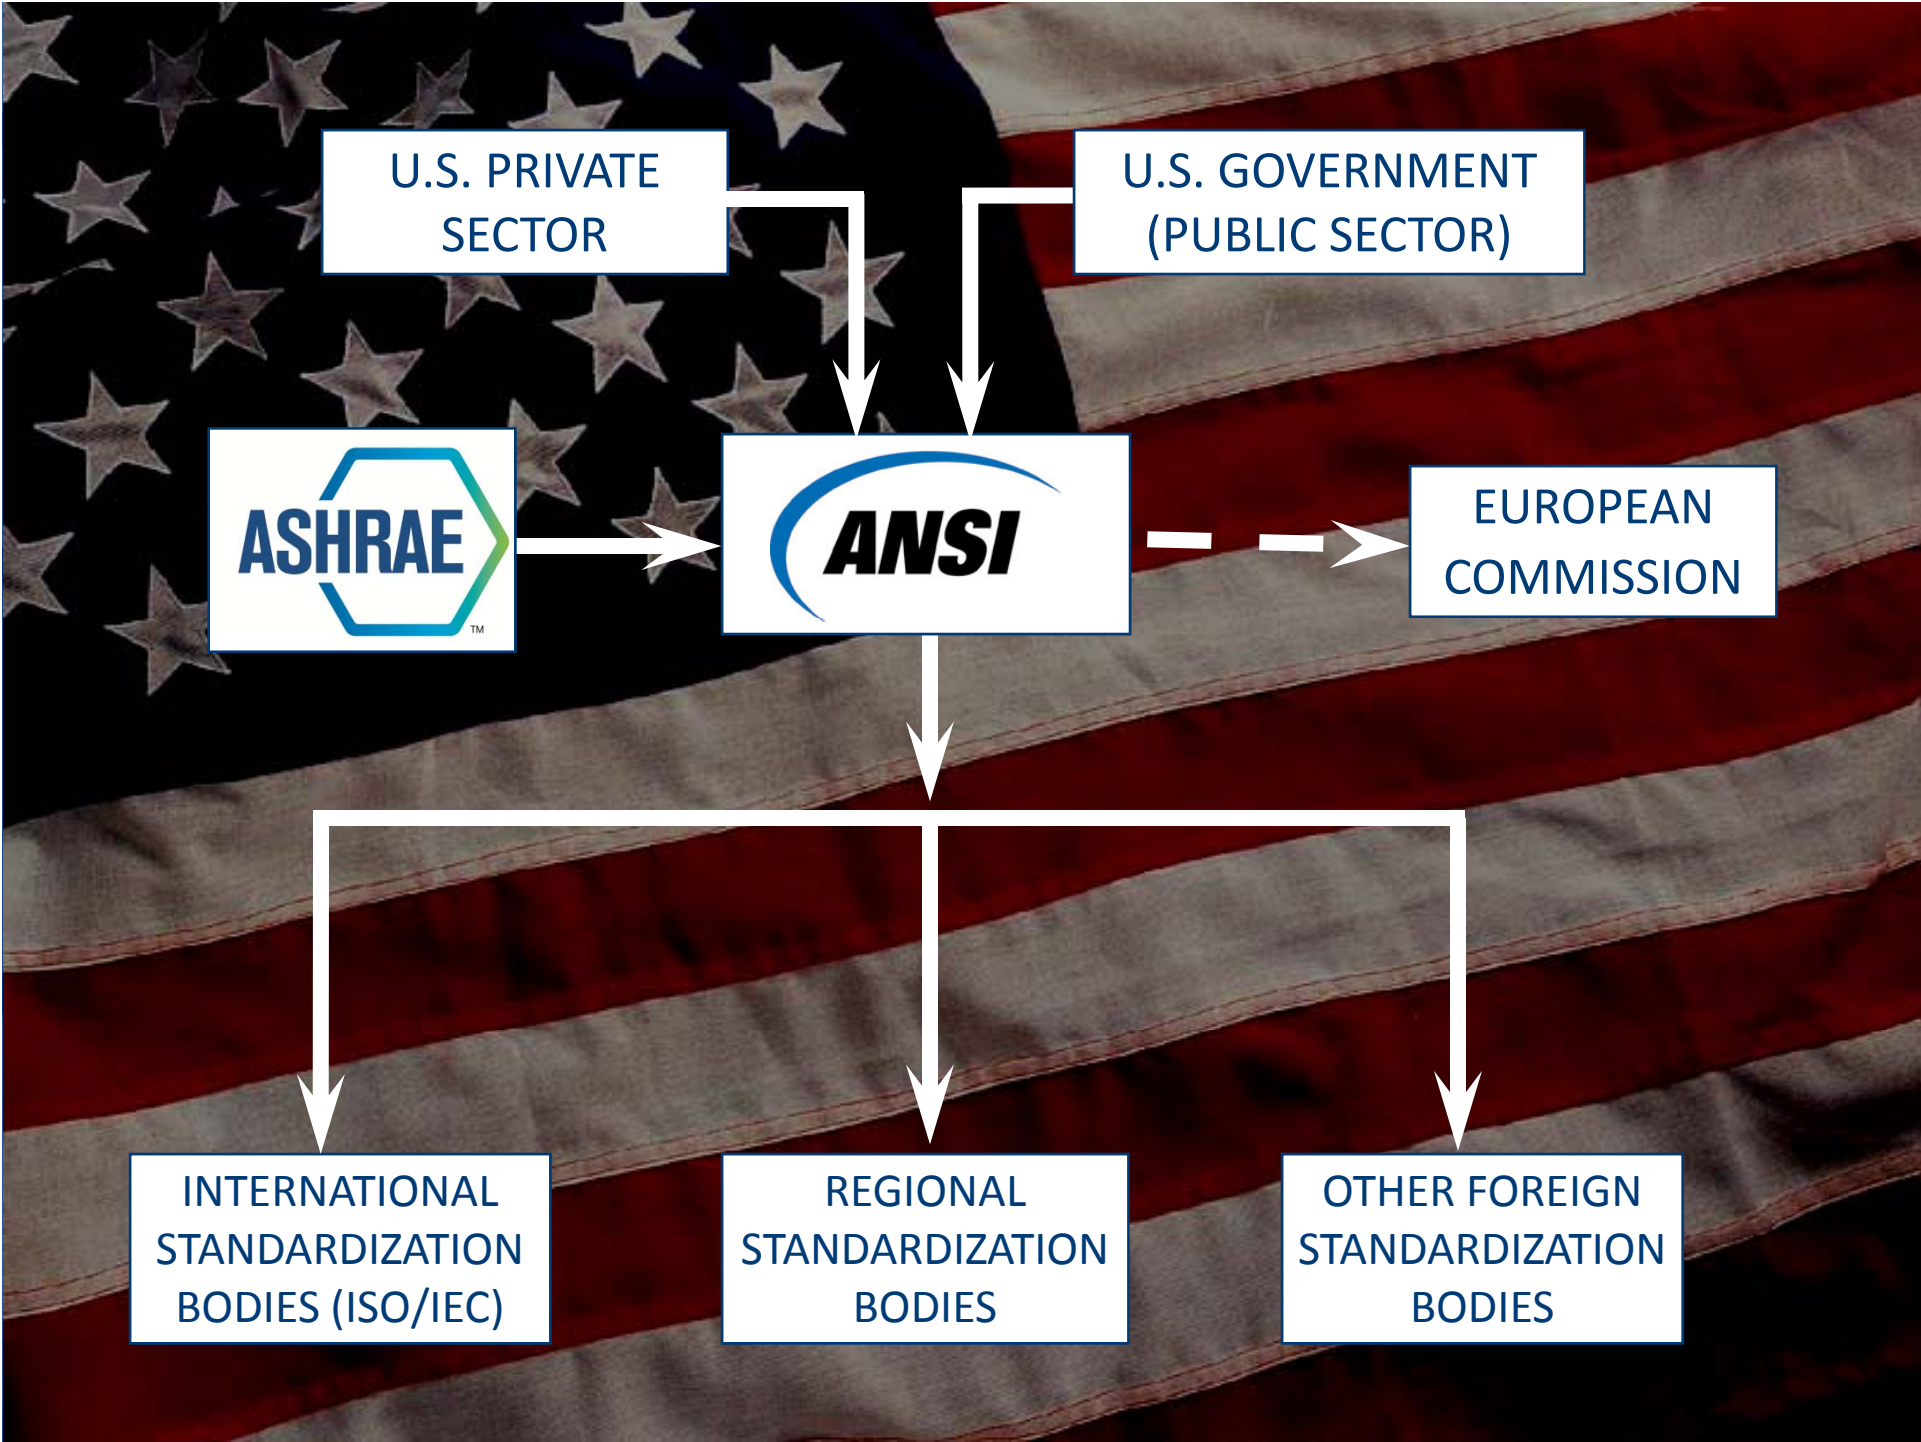 U.S. PRIVATE
SECTOR
U.S. GOVERNMENT
(PUBLIC SECTOR)
ASHRAE
TM
ANSI
EUROPEAN
COMMISSION
INTERNATIONAL
STANDARDIZATION
BODIES (ISO/IEC)
REGIONAL
STANDARDIZATION
BODIES
OTHER FOREIGN
STANDARDIZATION
BODIES